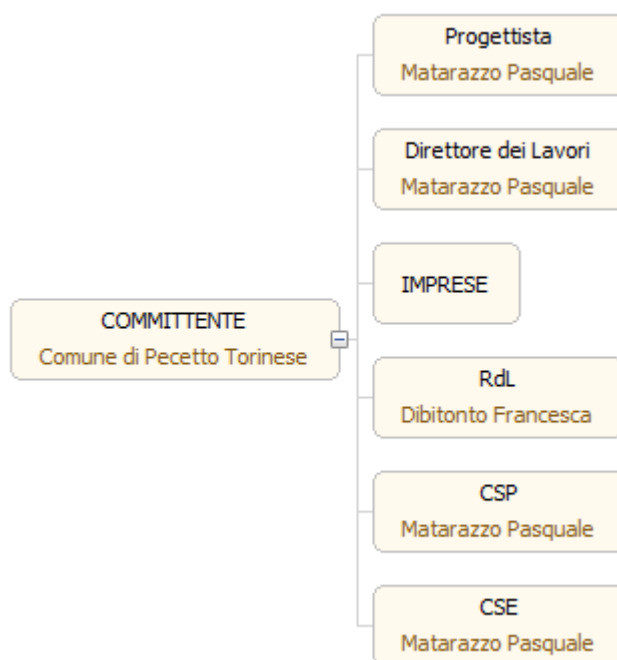 Progettista
Matarazzo Pasquale
Direttore dei Lavori
Matarazzo Pasquale
IMPRESE
COMMITTENTE
Comune di Pecetto Torinese
RdL
Dibitonto Francesca
CSP
Matarazzo Pasquale
CSE
Matarazzo Pasquale